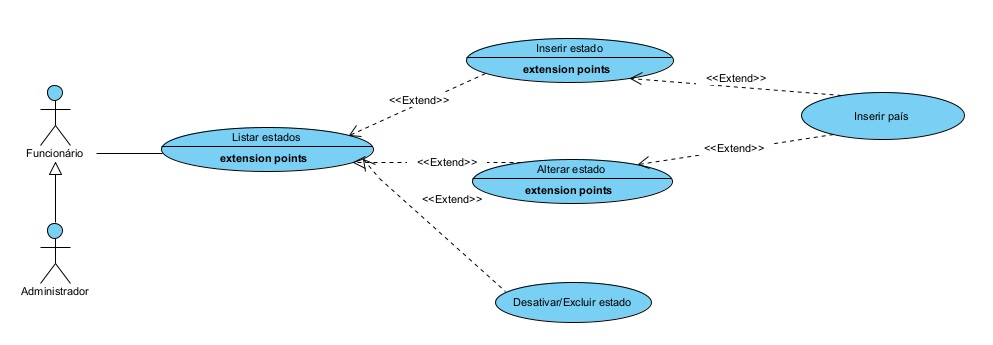 Inserir estado
extension points
<<Extend>>
<<Extend>>
Inserir país
Funcionário
Listar estados
extension points
<<Extend>>
<<Extend>>
Alterar estado
extension points
<<Extend>>
Administrador
Desativar/Excluir estado